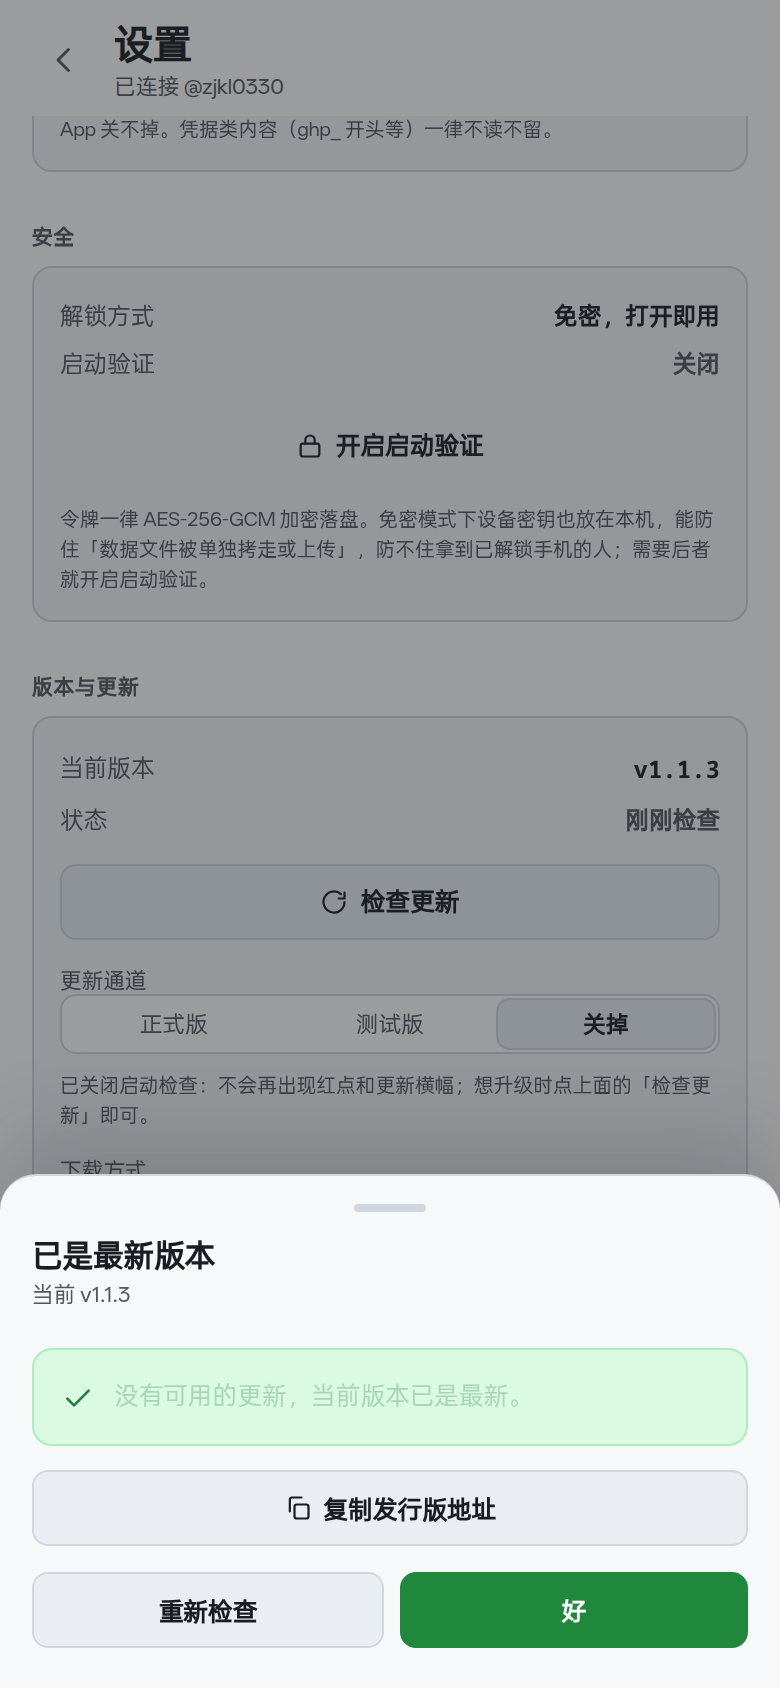 设置
已连接 @zjkl0330
App 关不掉。凭据类内容（ghp_ 开头等）一律不读不留。
安全
解锁方式
免密，打开即用
启动验证
关闭
开启启动验证
令牌一律 AES-256-GCM 加密落盘。免密模式下设备密钥也放在本机，能防
住「数据文件被单独拷走或上传」，防不住拿到已解锁手机的人；需要后者
就开启启动验证。
版本与更新
当前版本
v1.1.3
状态
刚刚检查
检查更新
更新通道
正式版
测试版
关掉
已关闭启动检查：不会再出现红点和更新横幅；想升级时点上面的「检查更
新」即可。
下载方式
已是最新版本
当前 v1.1.3
没有可用的更新，当前版本已是最新。
复制发行版地址
重新检查
好